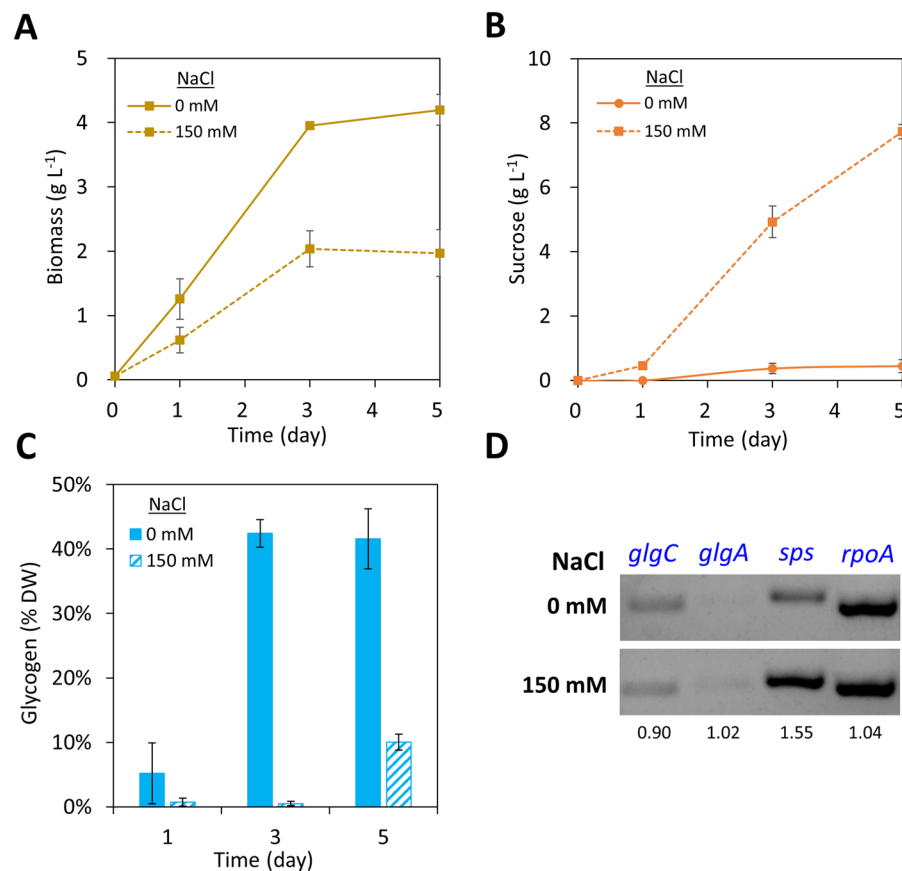 A
Biomass (g L⁻¹)
5
4
3
2
1
0
NaCl
0 mM
150 mM
0 1 2 3 4 5
Time (day)
B
Sucrose (g L⁻¹)
10
8
6
4
2
0
NaCl
0 mM
150 mM
0 1 2 3 4 5
Time (day)
C
Glycogen (% DW)
50%
40%
30%
20%
10%
0%
NaCl
0 mM
150 mM
1 3 5
Time (day)
D
NaCl glgC glgA sps rpoA
0 mM
150 mM
0.90 1.02 1.55 1.04